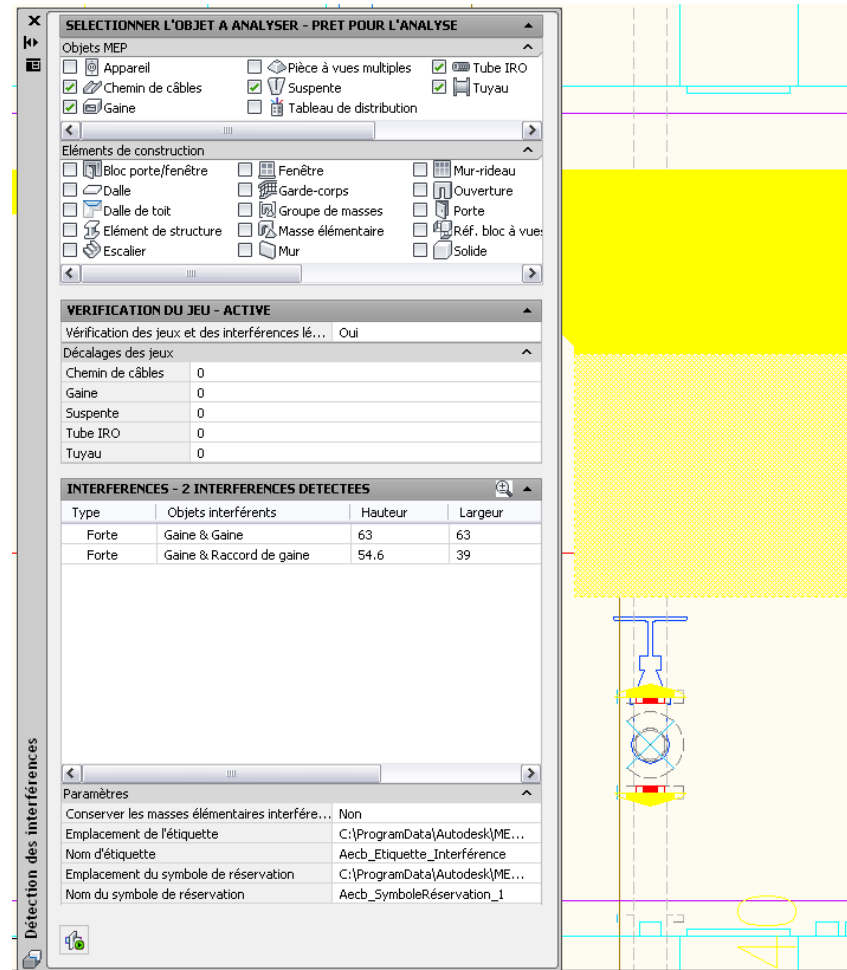 SELECTIONNER L'OBJET A ANALYSER - PRET POUR L'ANALYSE
Objets MEP
Appareil Pièce à vues multiples Tube IRO
Chemin de câbles Suspente Tuyau
Gaine Tableau de distribution
Eléments de construction
Bloc porte/fenêtre Fenêtre Mur-rideau
Dalle Garde-corps Ouverture
Dalle de toit Groupe de masses Porte
Elément de structure Masse élémentaire Réf. bloc à vue
Escalier Mur Solide
VERIFICATION DU JEU - ACTIVE
Vérification des jeux et des interférences lé... Oui
Décalages des jeux
Chemin de câbles 0
Gaine 0
Suspente 0
Tube IRO 0
Tuyau 0
INTERFERENCES - 2 INTERFERENCES DETECTEES
Type Objets interférents Hauteur Largeur
Forte Gaine & Gaine 63 63
Forte Gaine & Raccord de gaine 54.6 39
Paramètres
Conserver les masses élémentaires interfére... Non
Emplacement de l'étiquette C:\ProgramData\Autodesk\ME...
Nom d'étiquette Aecb_Etiquette_Interférence
Emplacement du symbole de réservation C:\ProgramData\Autodesk\ME...
Nom du symbole de réservation Aecb_SymboleRéservation_1
Détection des interférences